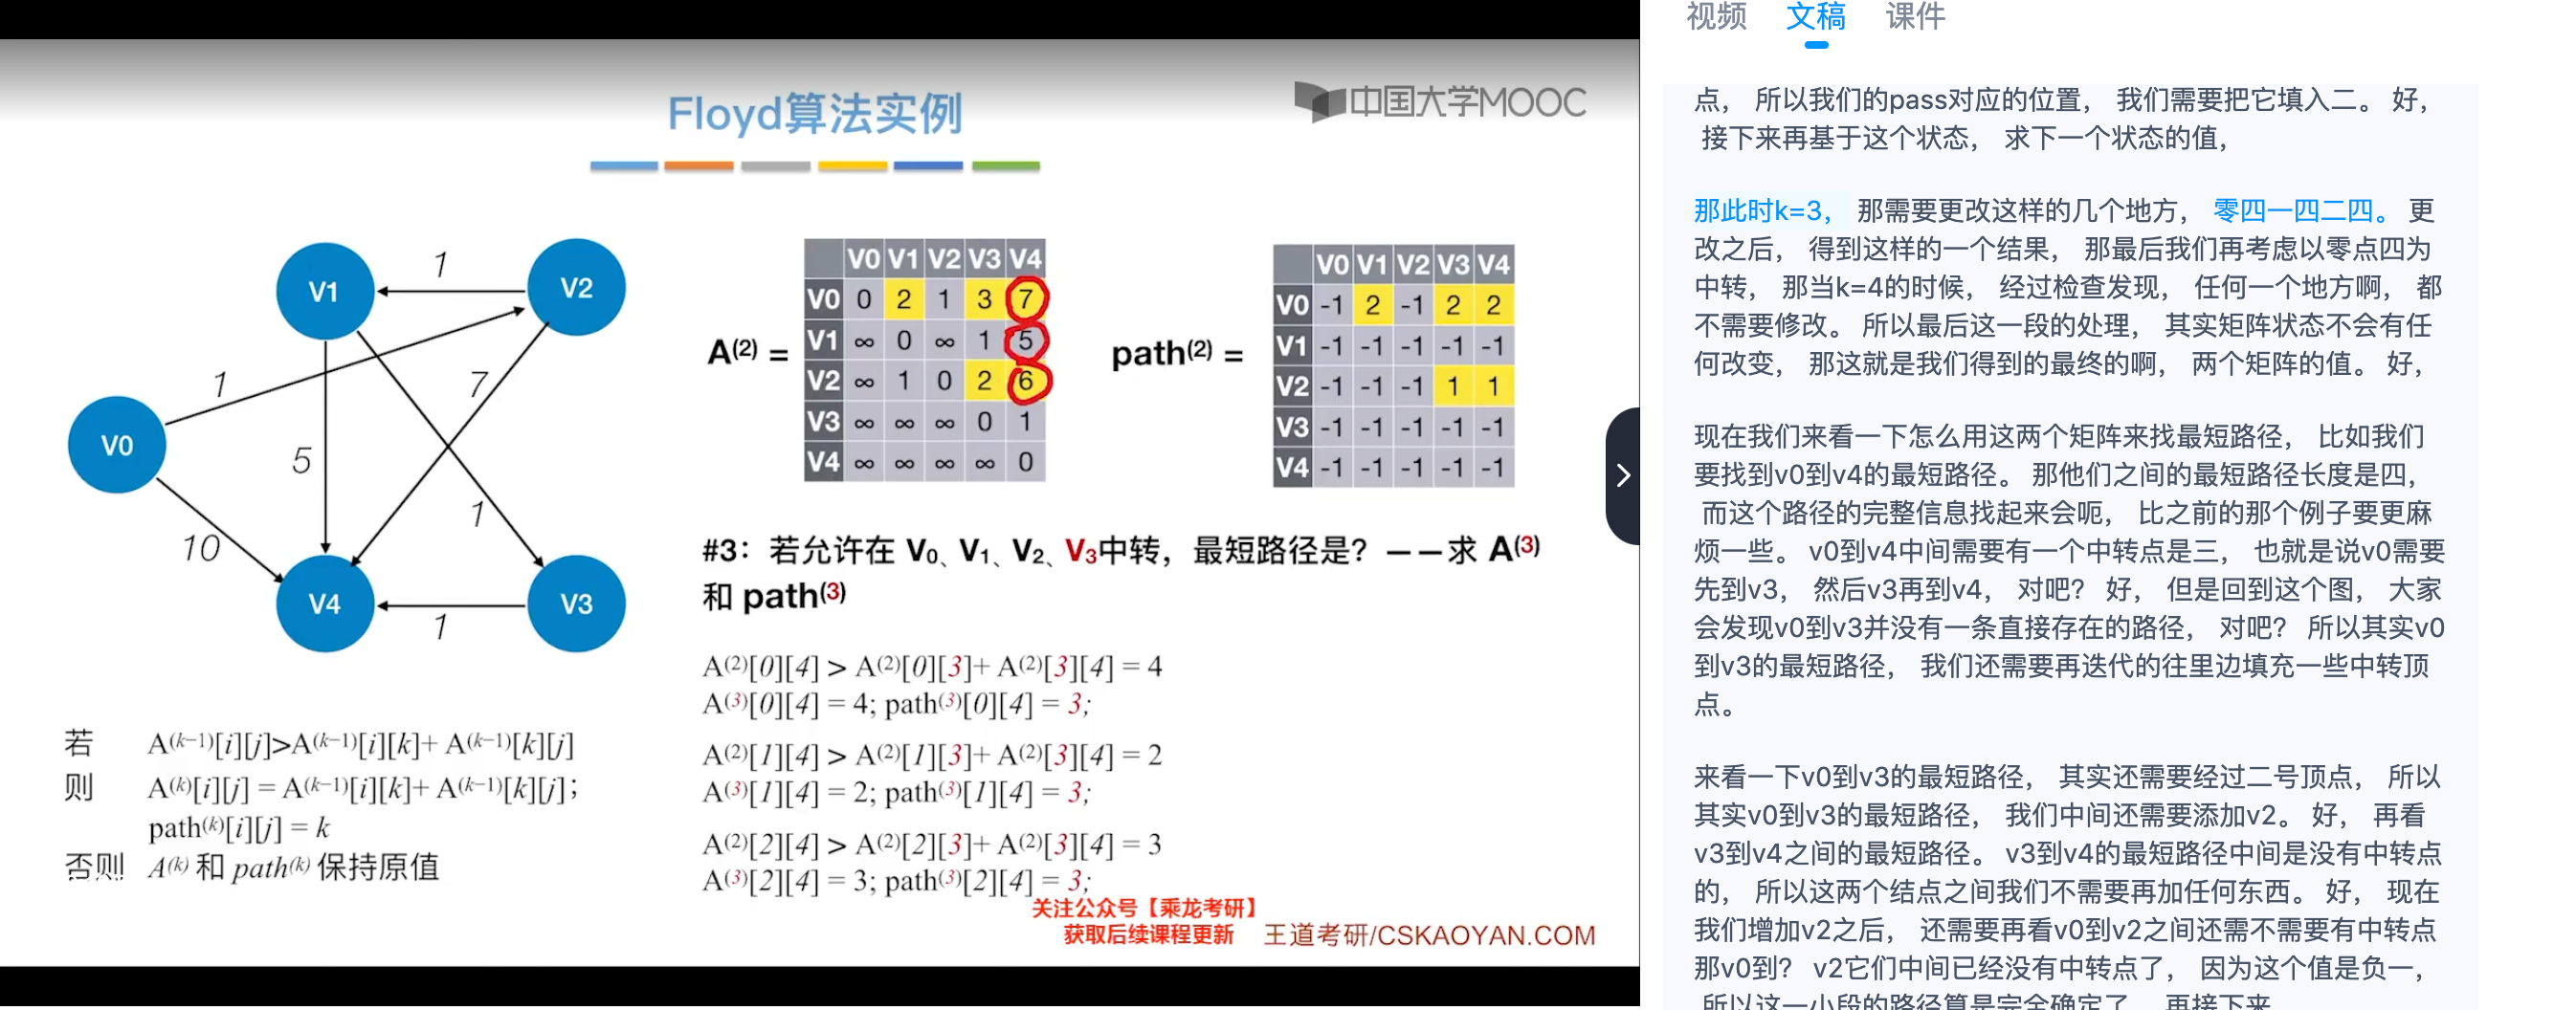 Floyd算法实例
中国大学MOOC
V1
V2
V0
V4
V3
1
1
7
5
1
10
1
A(2) =
V0 V1 V2 V3 V4
V0 0 2 1 3 7
V1 ∞ 0 ∞ 1 5
V2 ∞ 1 0 2 6
V3 ∞ ∞ ∞ 0 1
V4 ∞ ∞ ∞ ∞ 0
path(2) =
V0 V1 V2 V3 V4
V0 -1 2 -1 2 2
V1 -1 -1 -1 -1 -1
V2 -1 -1 -1 1 1
V3 -1 -1 -1 -1 -1
V4 -1 -1 -1 -1 -1
#3：若允许在 V0、V1、V2、V3中转，最短路径是？——求 A(3)
和 path(3)
A(2)[0][4] > A(2)[0][3]+ A(2)[3][4] = 4
A(3)[0][4] = 4; path(3)[0][4] = 3;
A(2)[1][4] > A(2)[1][3]+ A(2)[3][4] = 2
A(3)[1][4] = 2; path(3)[1][4] = 3;
A(2)[2][4] > A(2)[2][3]+ A(2)[3][4] = 3
A(3)[2][4] = 3; path(3)[2][4] = 3;
若 A(k−1)[i][j]>A(k−1)[i][k]+ A(k−1)[k][j]
则 A(k)[i][j] = A(k−1)[i][k]+ A(k−1)[k][j];
path(k)[i][j] = k
否则 A(k) 和 path(k) 保持原值
关注公众号【乘龙考研】
获取后续课程更新
王道考研/CSKAOYAN.COM
视频 文稿 课件
点， 所以我们的pass对应的位置， 我们需要把它填入二。 好，
接下来再基于这个状态， 求下一个状态的值，
那此时k=3， 那需要更改这样的几个地方， 零四一四二四。 更
改之后， 得到这样的一个结果， 那最后我们再考虑以零点四为
中转， 那当k=4的时候， 经过检查发现， 任何一个地方啊， 都
不需要修改。 所以最后这一段的处理， 其实矩阵状态不会有任
何改变， 那这就是我们得到的最终的啊， 两个矩阵的值。 好，
现在我们来看一下怎么用这两个矩阵来找最短路径， 比如我们
要找到v0到v4的最短路径。 那他们之间的最短路径长度是四，
而这个路径的完整信息找起来会呃， 比之前的那个例子要更麻
烦一些。 v0到v4中间需要有一个中转点是三， 也就是说v0需要
先到v3， 然后v3再到v4， 对吧？ 好， 但是回到这个图， 大家
会发现v0到v3并没有一条直接存在的路径， 对吧？ 所以其实v0
到v3的最短路径， 我们还需要再迭代的往里边填充一些中转顶
点。
来看一下v0到v3的最短路径， 其实还需要经过二号顶点， 所以
其实v0到v3的最短路径， 我们中间还需要添加v2。 好， 再看
v3到v4之间的最短路径。 v3到v4的最短路径中间是没有中转点
的， 所以这两个结点之间我们不需要再加任何东西。 好， 现在
我们增加v2之后， 还需要再看v0到v2之间还需不需要有中转点
那v0到？ v2它们中间已经没有中转点了， 因为这个值是负一，
所以这一小段的路径算是完全确定了， 再接下来